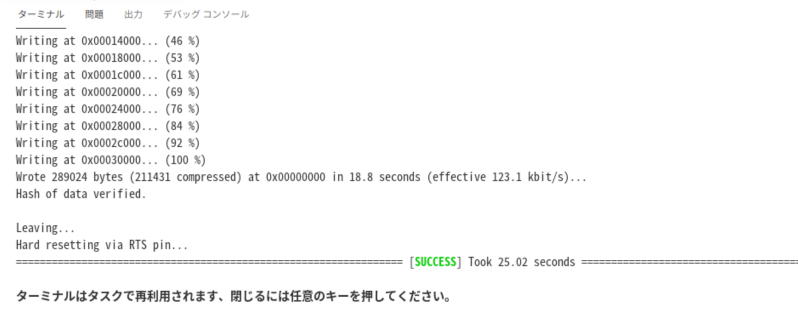 ターミナル 問題 出力 デバッグ コンソール
Writing at 0x00014000... (46 %)
Writing at 0x00018000... (53 %)
Writing at 0x0001c000... (61 %)
Writing at 0x00020000... (69 %)
Writing at 0x00024000... (76 %)
Writing at 0x00028000... (84 %)
Writing at 0x0002c000... (92 %)
Writing at 0x00030000... (100 %)
Wrote 289024 bytes (211431 compressed) at 0x00000000 in 18.8 seconds (effective 123.1 kbit/s)...
Hash of data verified.
Leaving...
Hard resetting via RTS pin...
================================================================= [SUCCESS] Took 25.02 seconds =====================================
ターミナルはタスクで再利用されます、閉じるには任意のキーを押してください。